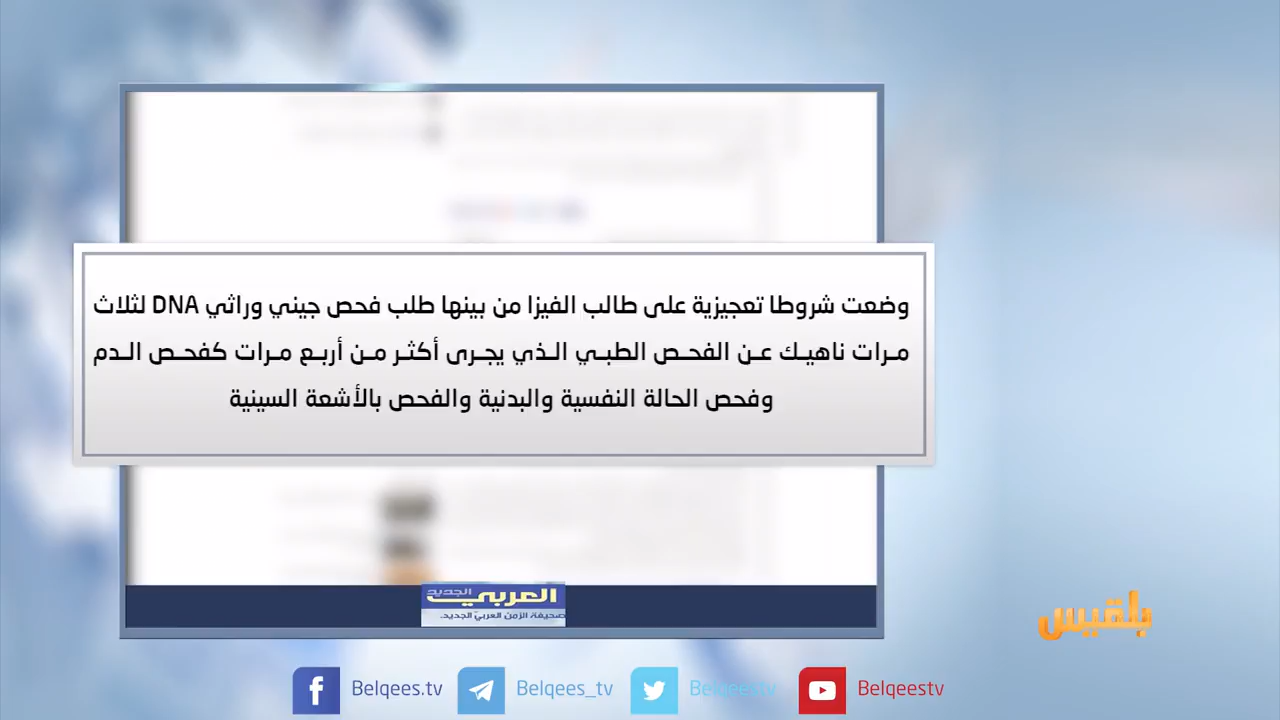 وضعت شروطا تعجيزية على طالب الفيزا من بينها طلب فحص جيني وراثي DNA لثلاث
مرات ناهيك عن الفحص الطبي الذي يجرى أكثر من أربع مرات كفحص الدم
وفحص الحالة النفسية والبدنية والفحص بالأشعة السينية
العربي الجديد
صحيفة الزمن العربيّ الجديد.
بلقيس
Belqees.tv
Belqees_tv
Belqeestv
Belqeestv